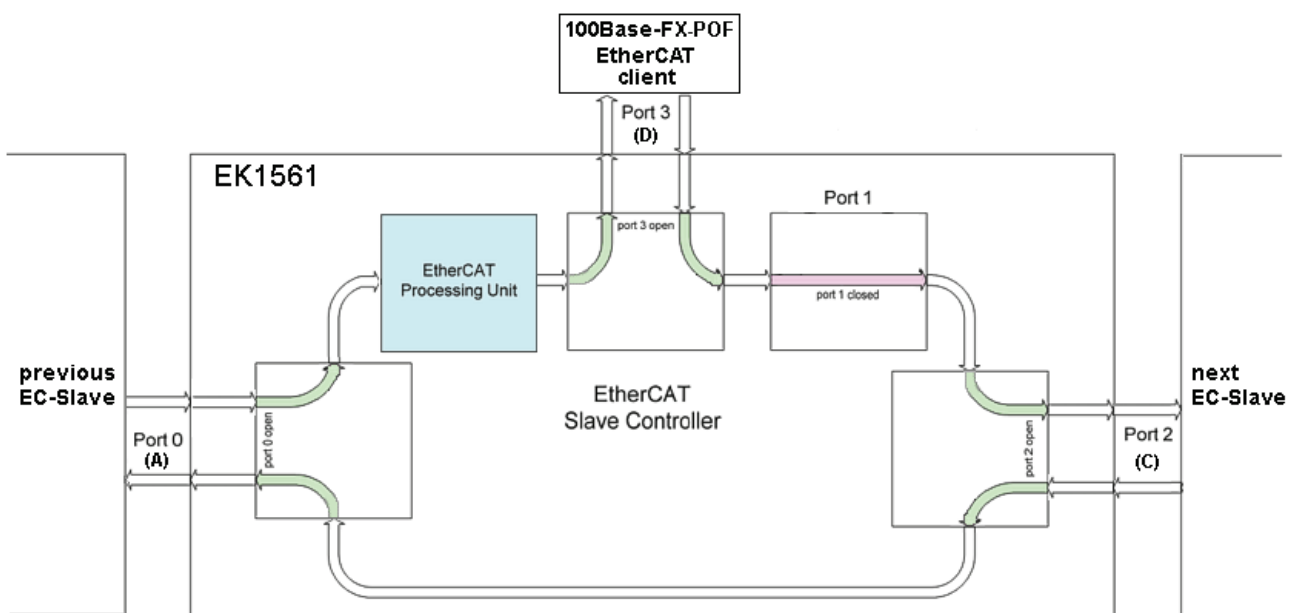 100Base-FX-POF
EtherCAT
client
Port 3
(D)
EK1561
Port 1
port 3 open
EtherCAT
Processing Unit
port 1 closed
previous
EC-Slave
next
EC-Slave
EtherCAT
Slave Controller
port 0 open
Port 0
(A)
port 2 open
Port 2
(C)